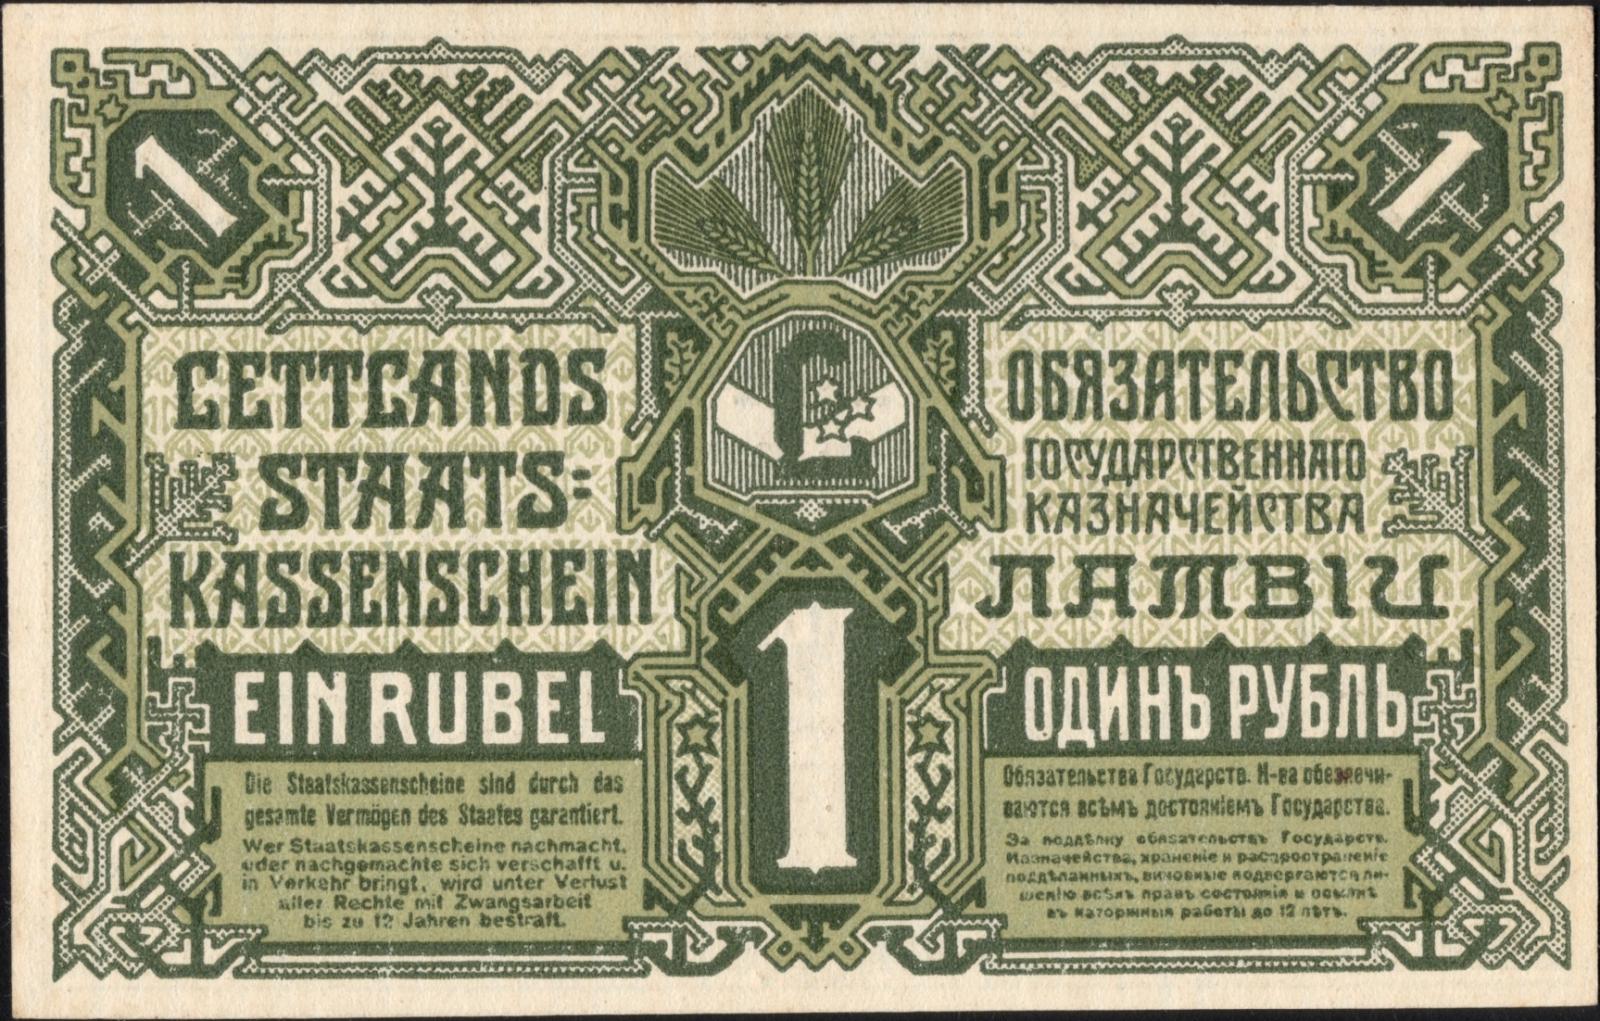 1
1
LETTLANDS
STAATS=
KASSENSCHEIN
EIN RUBEL
Die Staatskassenscheine sind durch das
gesamte Vermögen des Staates garantiert.
Wer Staatskassenscheine nachmacht,
oder nachgemachte sich verschafft u.
in Verkehr bringt, wird unter Verlust
aller Rechte mit Zwangsarbeit
bis zu 12 Jahren bestraft.
L
1
ОБЯЗАТЕЛЬСТВО
ГОСУДАРСТВЕННАГО
КАЗНАЧЕЙСТВА
ЛАТВІИ
ОДИНЪ РУБЛЬ
Обязательства Государств. К-ва обезпечи-
ваются всѣмъ достояніемъ Государства.
За поддѣлку обязательствъ Государств.
Казначейства, храненіе и распространеніе
поддѣланныхъ, виновные подвергаются ли-
шенію всѣхъ правъ состоянія и ссылкѣ
въ каторжныя работы до 12 лѣтъ.